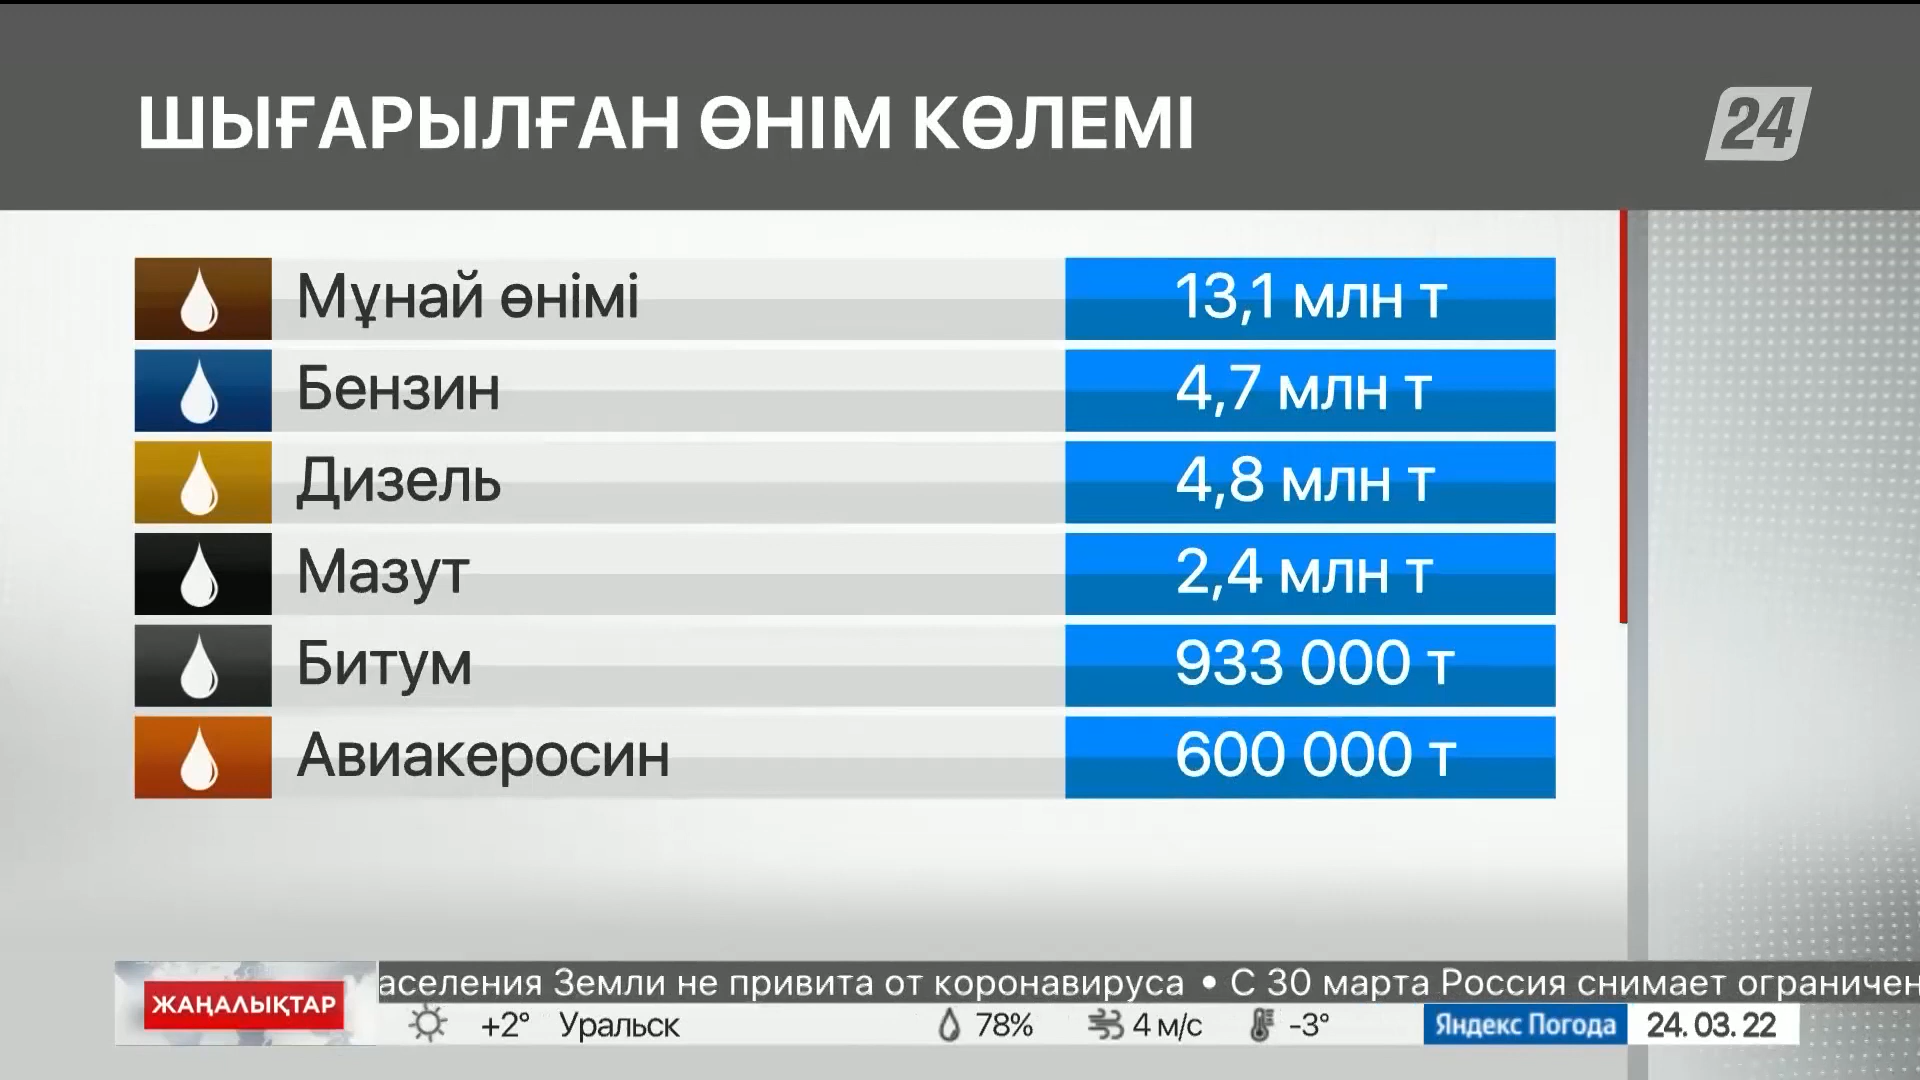 ШЫҒАРЫЛҒАН ӨНІМ КӨЛЕМІ
24
Мұнай өнімі 13,1 млн т
Бензин 4,7 млн т
Дизель 4,8 млн т
Мазут 2,4 млн т
Битум 933 000 т
Авиакеросин 600 000 т
ЖАҢАЛЫҚТАР
аселения Земли не привита от коронавируса • С 30 марта Россия снимает ограничен
+2° Уральск 78% 4 м/с -3° Яндекс Погода 24. 03. 22